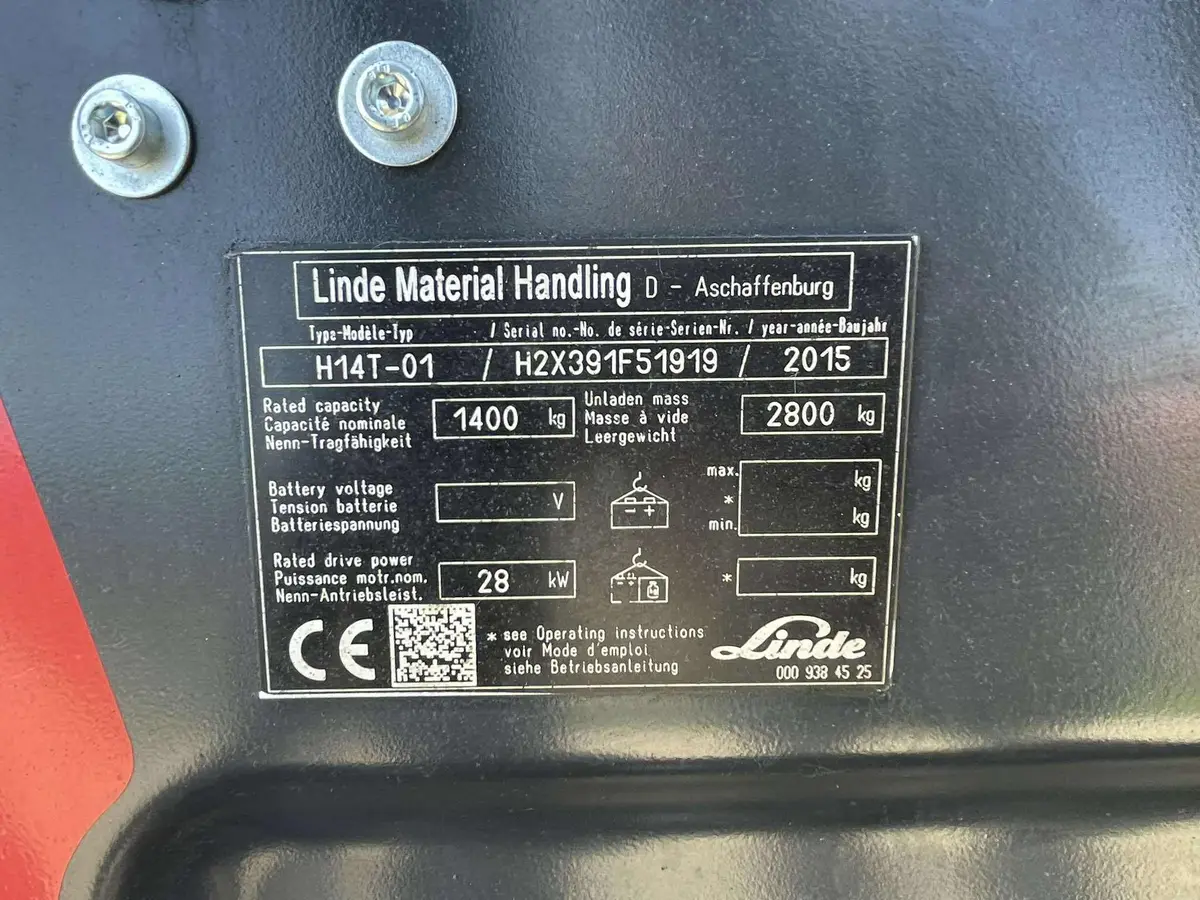 Linde Material Handling D - Aschaffenburg
Type-Modèle-Typ / Serial no.-No. de série-Serien-Nr. / year-année-Baujahr
H14T-01 / H2X391F51919 / 2015
Rated capacity
Capacité nominale
Nenn-Tragfähigkeit
1400 kg
Unladen mass
Masse à vide
Leergewicht
2800 kg
Battery voltage
Tension batterie
Batteriespannung
V
- +
max. kg
*
min. kg
Rated drive power
Puissance motr.nom.
Nenn-Antriebsleist.
28 kW
* kg
CE
* see Operating instructions
voir Mode d'emploi
siehe Betriebsanleitung
Linde
000 938 45 25